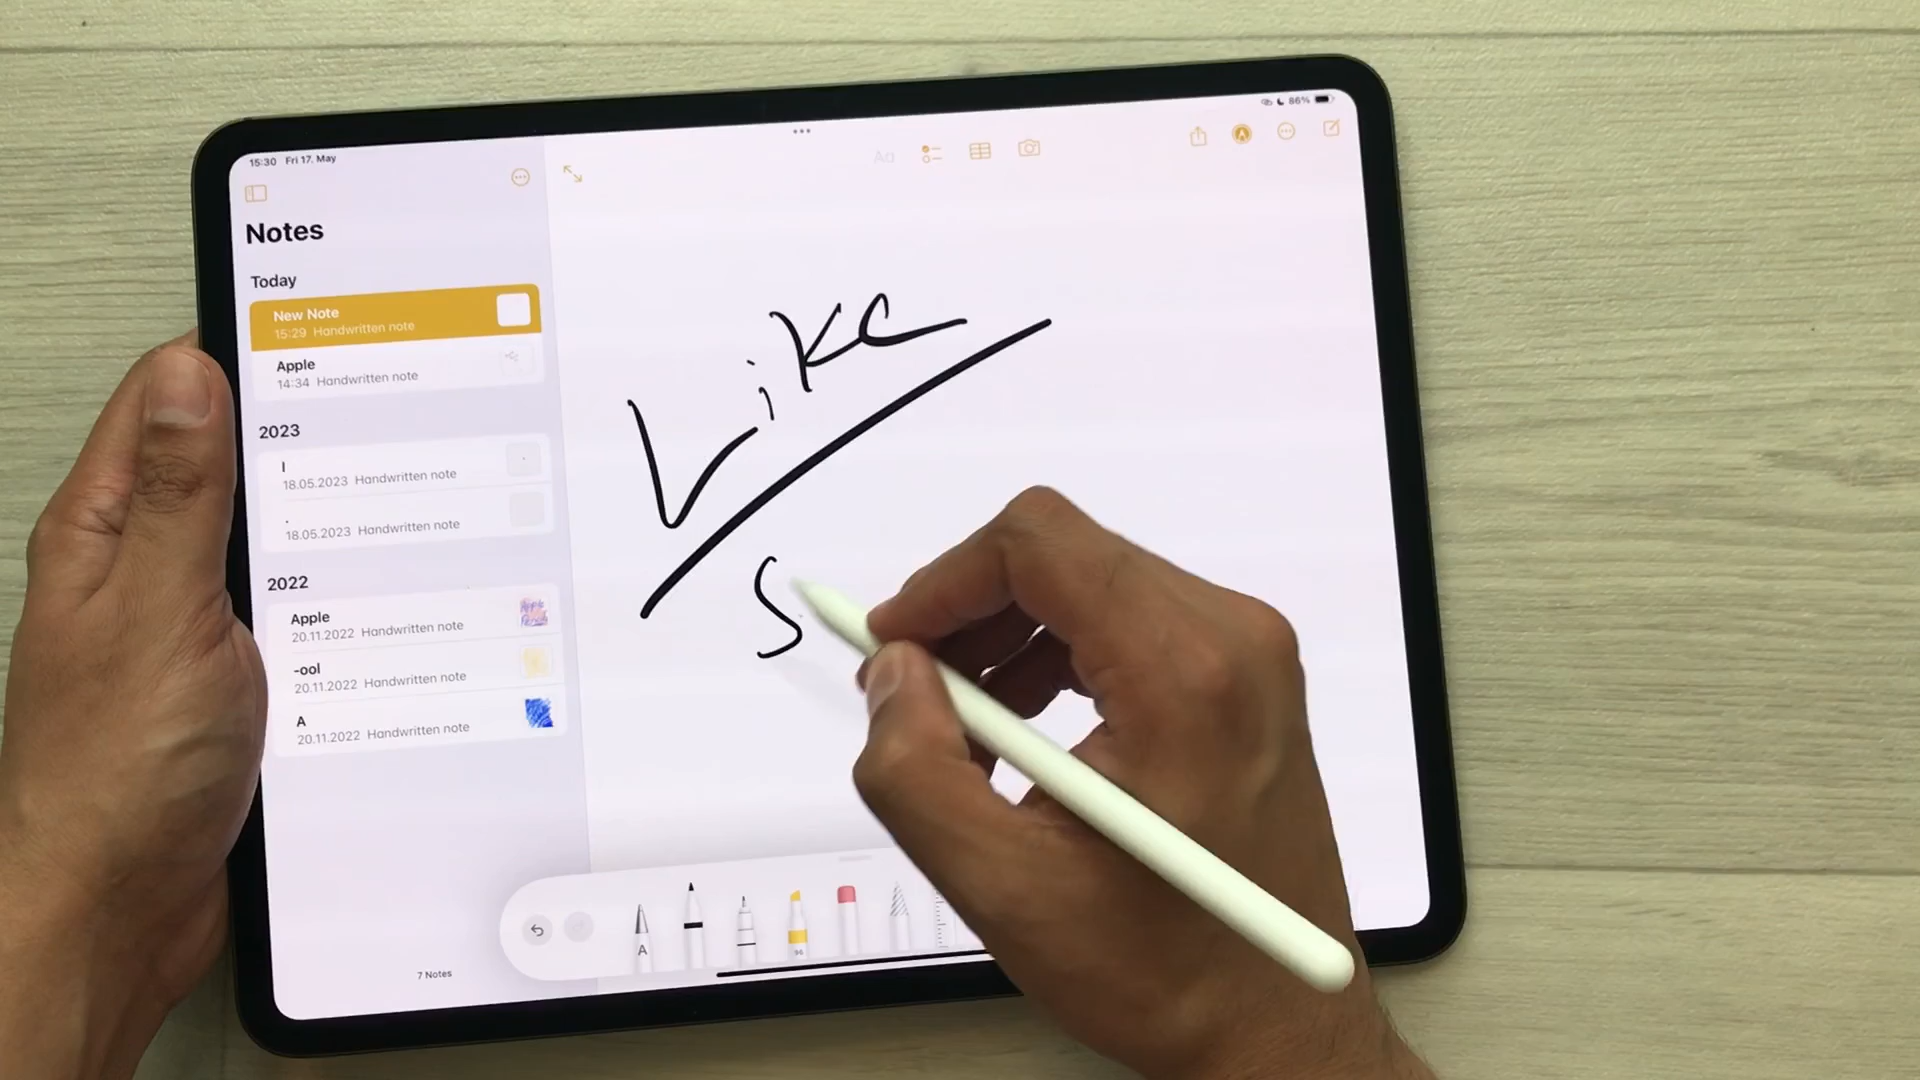 15:30 Fri 17. May
86%
Notes
Aa
Today
New Note
15:29 Handwritten note
Apple
14:34 Handwritten note
2023
I
18.05.2023 Handwritten note
.
18.05.2023 Handwritten note
2022
Apple
20.11.2022 Handwritten note
-ool
20.11.2022 Handwritten note
A
20.11.2022 Handwritten note
7 Notes
Like
S
A